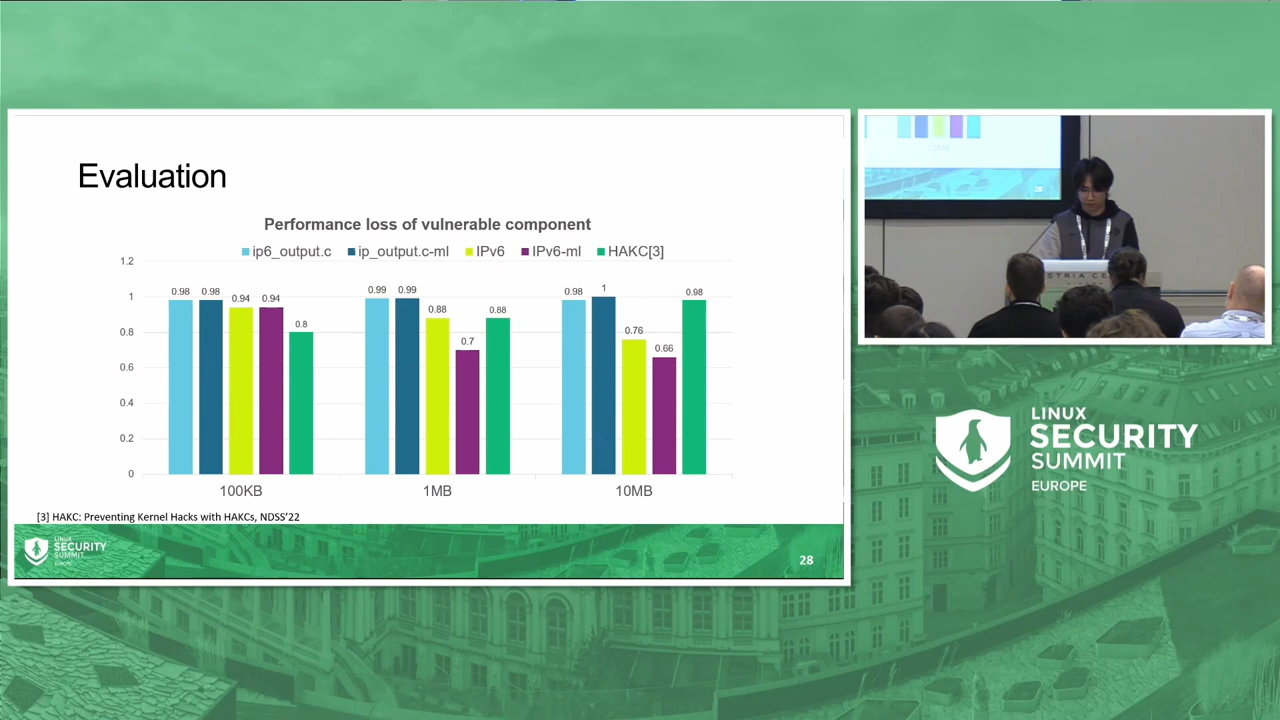 Evaluation
Performance loss of vulnerable component
ip6_output.c ip_output.c-ml IPv6 IPv6-ml HAKC[3]
1.2
1
0.8
0.6
0.4
0.2
0
0.98 0.98 0.94 0.94 0.8
0.99 0.99 0.88 0.7 0.88
0.98 1 0.76 0.66 0.98
100KB 1MB 10MB
[3] HAKC: Preventing Kernel Hacks with HAKCs, NDSS'22
LINUX
SECURITY
SUMMIT
EUROPE
28
STRIA CE
LINUX
SECURITY
SUMMIT
EUROPE